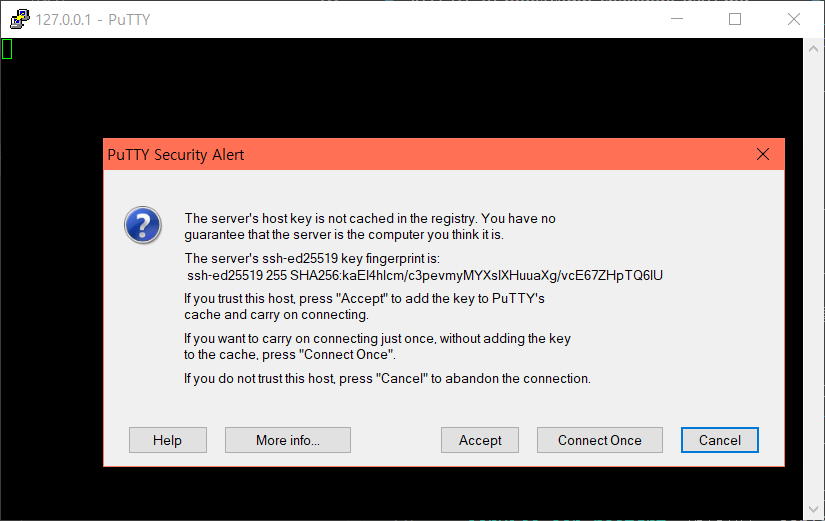 127.0.0.1 - PuTTY
PuTTY Security Alert
The server's host key is not cached in the registry. You have no
guarantee that the server is the computer you think it is.
The server's ssh-ed25519 key fingerprint is:
ssh-ed25519 255 SHA256:kaEI4hlcm/c3pevmyMYXslXHuuaXg/vcE67ZHpTQ6lU
If you trust this host, press "Accept" to add the key to PuTTY's
cache and carry on connecting.
If you want to carry on connecting just once, without adding the key
to the cache, press "Connect Once".
If you do not trust this host, press "Cancel" to abandon the connection.
Help
More info...
Accept
Connect Once
Cancel